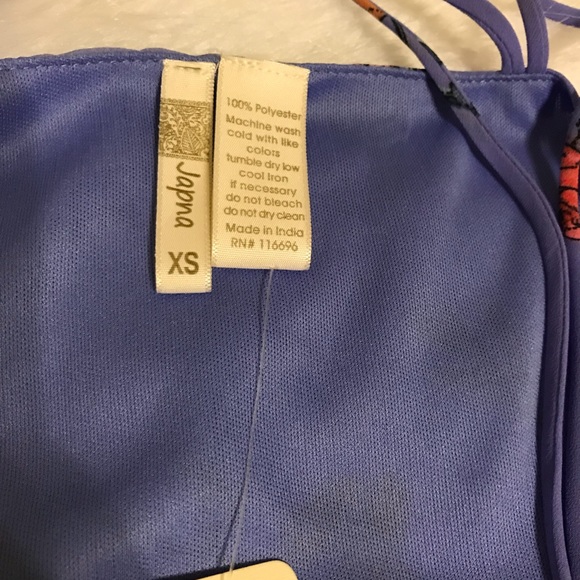 Japna
XS
100% Polyester
Machine wash
cold with like
colors
tumble dry low
cool iron
if necessary
do not bleach
do not dry clean
Made in India
RN# 116696